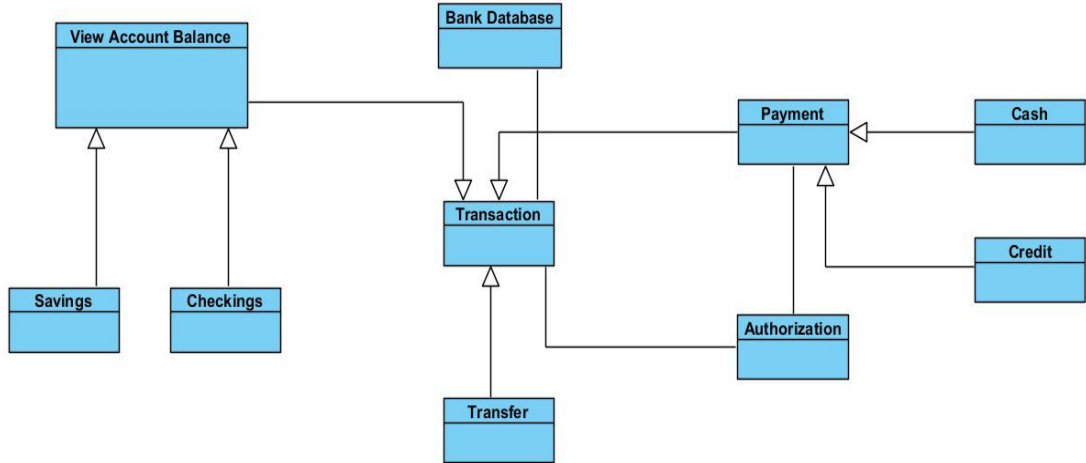 Bank Database
View Account Balance
Payment
Cash
Transaction
Credit
Savings
Checkings
Authorization
Transfer